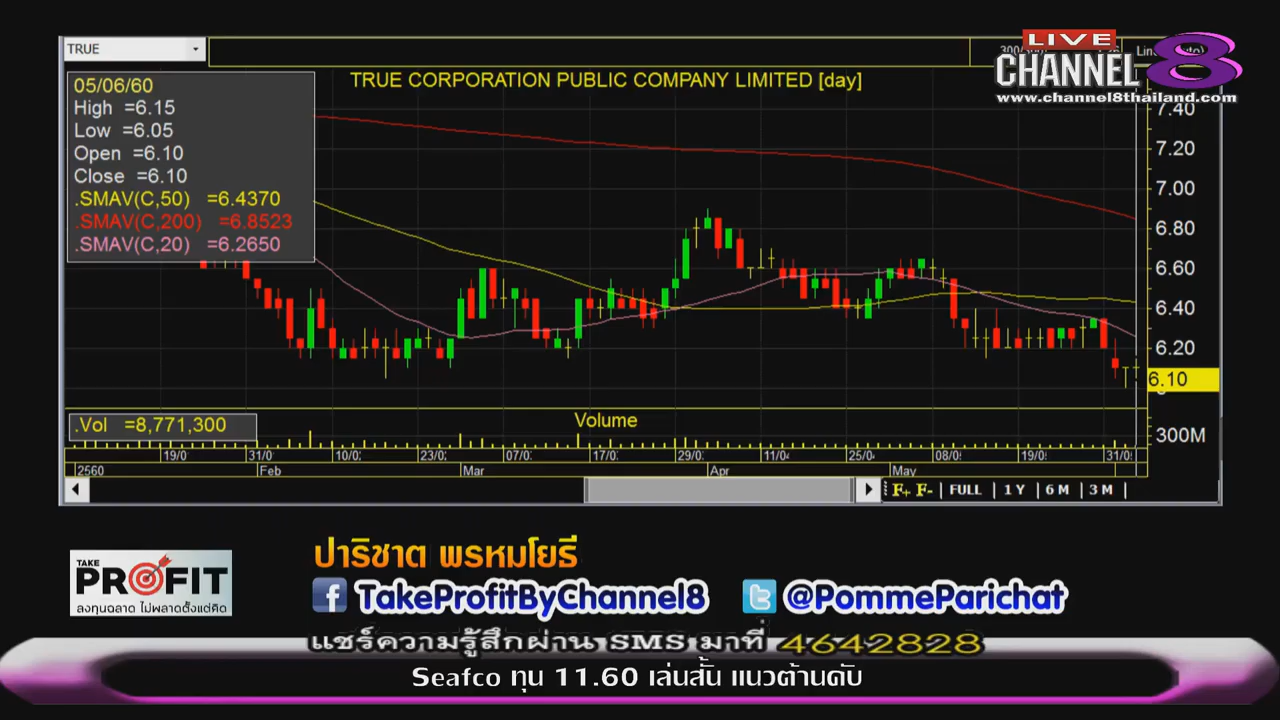 TRUE
LIVE
CHANNEL 8
www.channel8thailand.com
TRUE CORPORATION PUBLIC COMPANY LIMITED [day]
05/06/60
High =6.15
Low =6.05
Open =6.10
Close =6.10
.SMAV(C,50) =6.4370
.SMAV(C,200) =6.8523
.SMAV(C,20) =6.2650
7.40
7.20
7.00
6.80
6.60
6.40
6.20
6.10
.Vol =8,771,300
Volume
300M
19/0 31/0 10/0 23/0 07/0 17/0 29/0 11/0 25/0 08/0 19/0 31/0
2560 Feb Mar Apr May
F+ F- FULL 1 Y 6 M 3 M
TAKE
PROFIT
ลงทุนฉลาด ไม่พลาดตั้งแต่คิด
ปาริชาต พรหมโยธี
TakeProfitByChannel8 @PommeParichat
แชร์ความรู้สึกผ่าน SMS มาที่ 4642828
Seafco ทุน 11.60 เล่นสั้น แนวต้านดับ